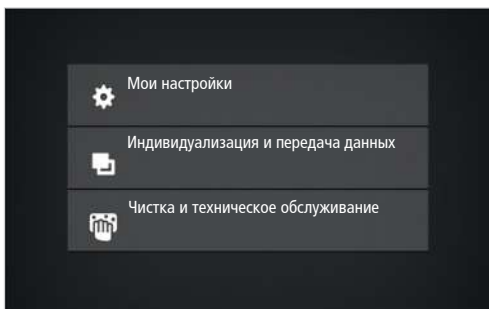 Мои настройки
Индивидуализация и передача данных
Чистка и техническое обслуживание